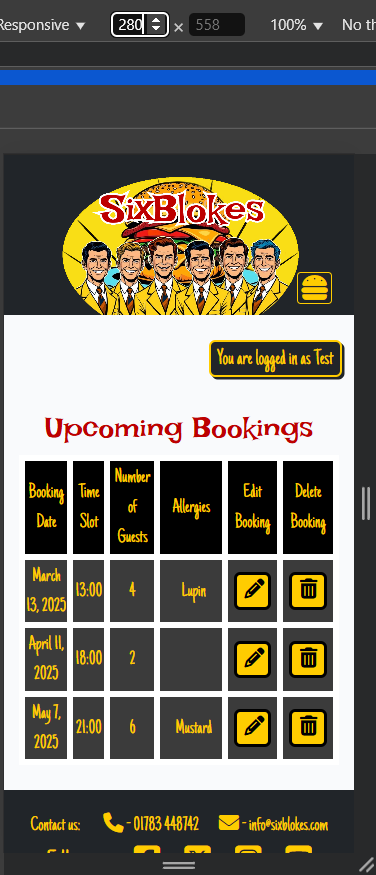 Responsive 280 × 558 100% No th
SixBlokes
You are logged in as Test
Upcoming Bookings
Booking Date Time Slot Number of Guests Allergies Edit Booking Delete Booking
March 13, 2025 13:00 4 Lupin
April 11, 2025 18:00 2
May 7, 2025 21:00 6 Mustard
Contact us: - 01783 448742 - info@sixblokes.com